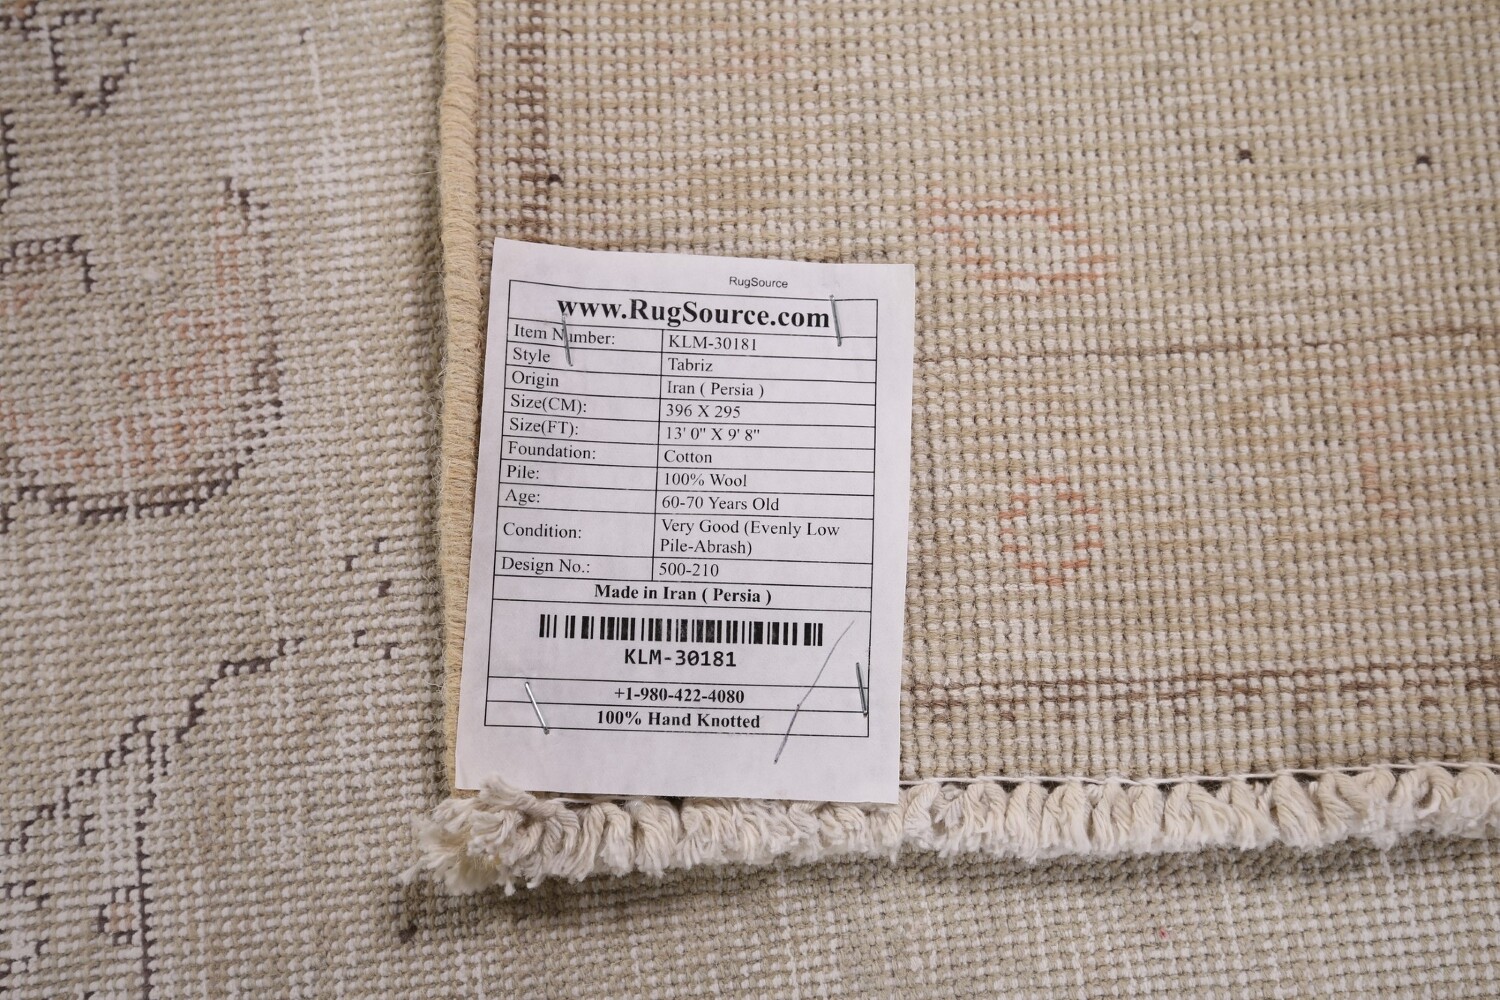 RugSource
www.RugSource.com
Item Number: KLM-30181
Style Tabriz
Origin Iran ( Persia )
Size(CM): 396 X 295
Size(FT): 13' 0" X 9' 8"
Foundation: Cotton
Pile: 100% Wool
Age: 60-70 Years Old
Condition: Very Good (Evenly Low
Pile-Abrash)
Design No.: 500-210
Made in Iran ( Persia )
KLM-30181
+1-980-422-4080
100% Hand Knotted